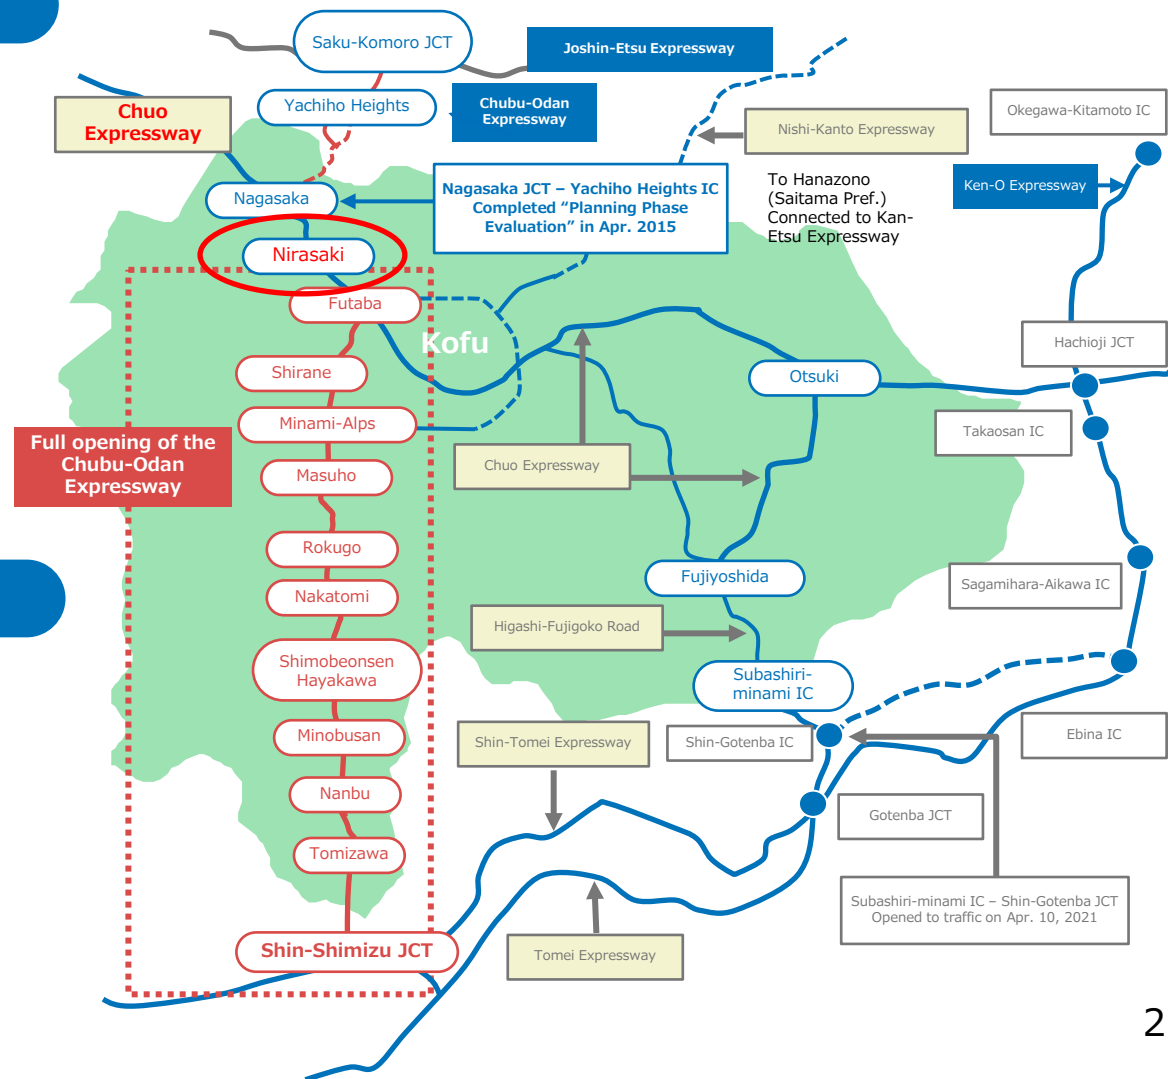 Saku-Komoro JCT
Joshin-Etsu Expressway
Chuo
Expressway
Yachiho Heights
Chubu-Odan
Expressway
Okegawa-Kitamoto IC
Nishi-Kanto Expressway
Nagasaka
Nagasaka JCT – Yachiho Heights IC
Completed “Planning Phase
Evaluation” in Apr. 2015
To Hanazono
(Saitama Pref.)
Connected to Kan-
Etsu Expressway
Ken-O Expressway
Nirasaki
Futaba
Kofu
Hachioji JCT
Shirane
Otsuki
Minami-Alps
Takaosan IC
Full opening of the
Chubu-Odan
Expressway
Masuho
Chuo Expressway
Rokugo
Nakatomi
Fujiyoshida
Sagamihara-Aikawa IC
Higashi-Fujigoko Road
Shimobeonsen
Hayakawa
Subashiri-
minami IC
Minobusan
Shin-Tomei Expressway
Shin-Gotenba IC
Ebina IC
Nanbu
Gotenba JCT
Tomizawa
Subashiri-minami IC – Shin-Gotenba JCT
Opened to traffic on Apr. 10, 2021
Shin-Shimizu JCT
Tomei Expressway
2